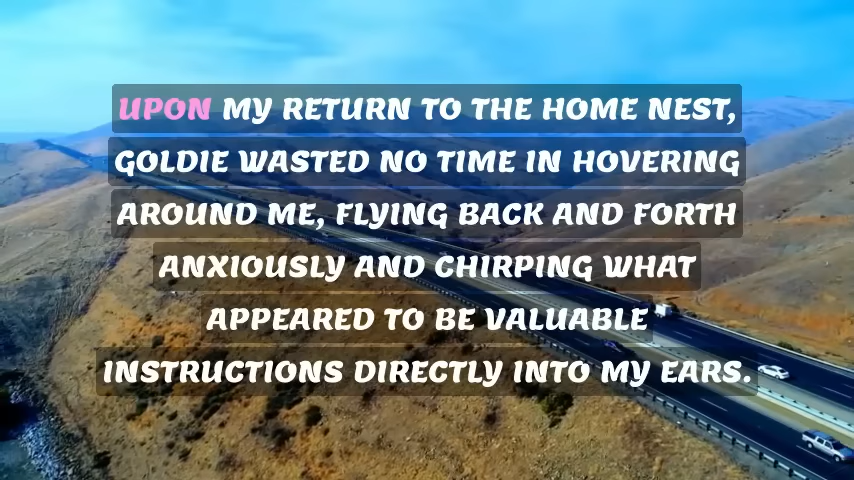 UPON MY RETURN TO THE HOME NEST,
GOLDIE WASTED NO TIME IN HOVERING
AROUND ME, FLYING BACK AND FORTH
ANXIOUSLY AND CHIRPING WHAT
APPEARED TO BE VALUABLE
INSTRUCTIONS DIRECTLY INTO MY EARS.